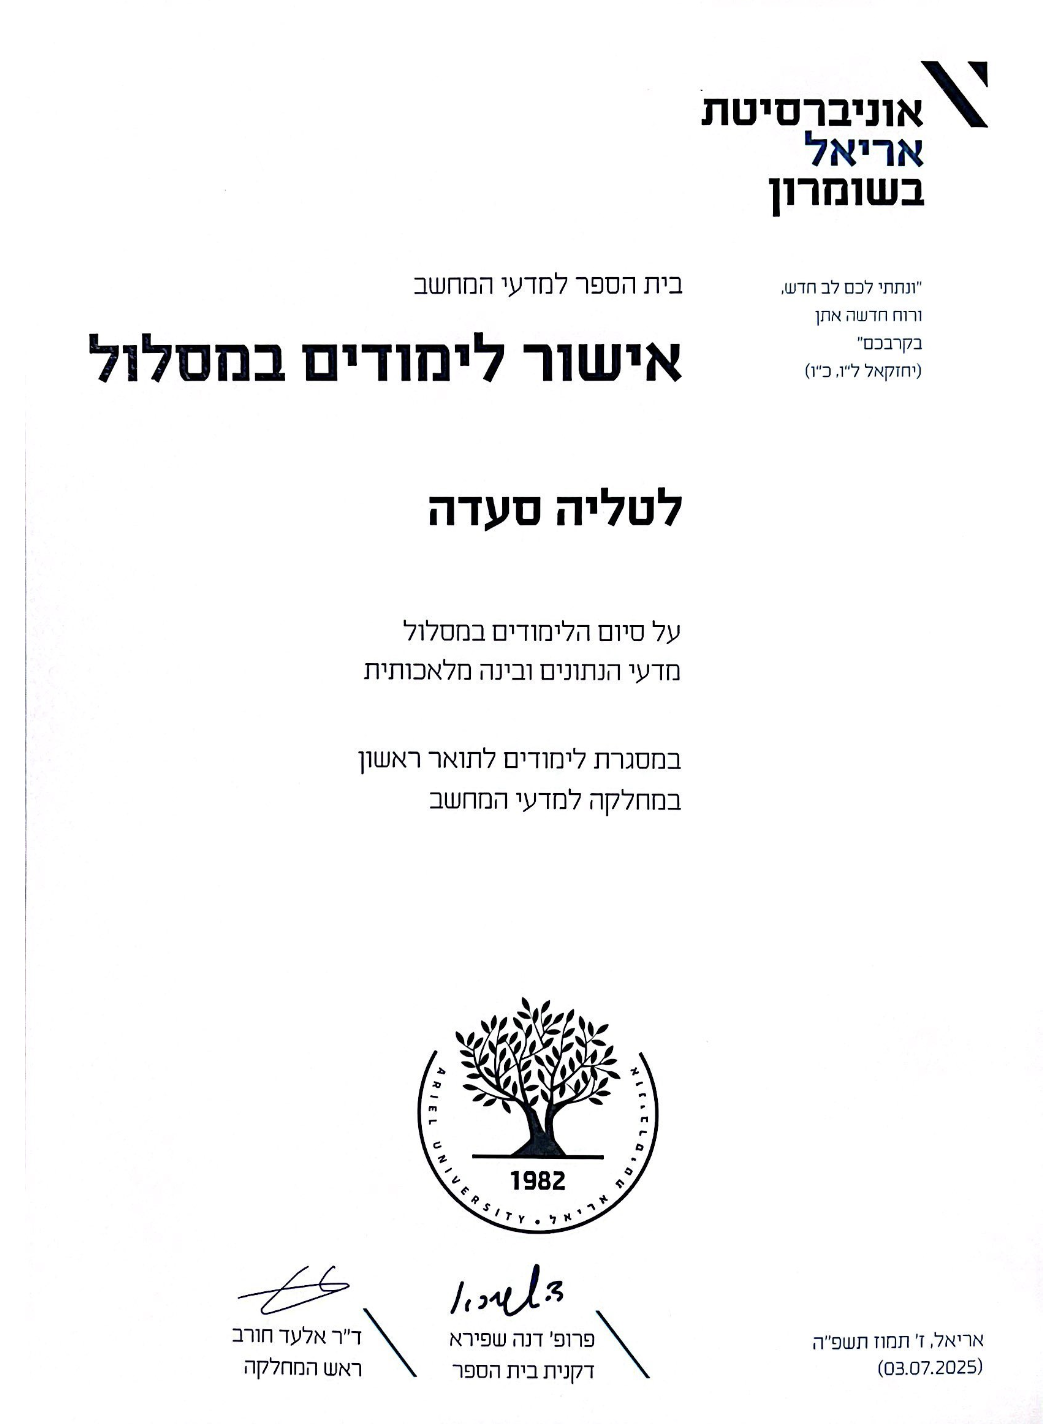 אוניברסיטת
אריאל
בשומרון
"ונתתי לכם לב חדש,
ורוח חדשה אתן
בקרבכם"
(יחזקאל ל"ו, כ"ו)
בית הספר למדעי המחשב
אישור לימודים במסלול
לטליה סעדה
על סיום הלימודים במסלול
מדעי הנתונים ובינה מלאכותית
במסגרת לימודים לתואר ראשון
במחלקה למדעי המחשב
1982
ARIEL UNIVERSITY • אוניברסיטת אריאל
ד. שפירא
פרופ' דנה שפירא
דקנית בית הספר
ד"ר אלעד חורב
ראש המחלקה
אריאל, ז' תמוז תשפ"ה
(03.07.2025)